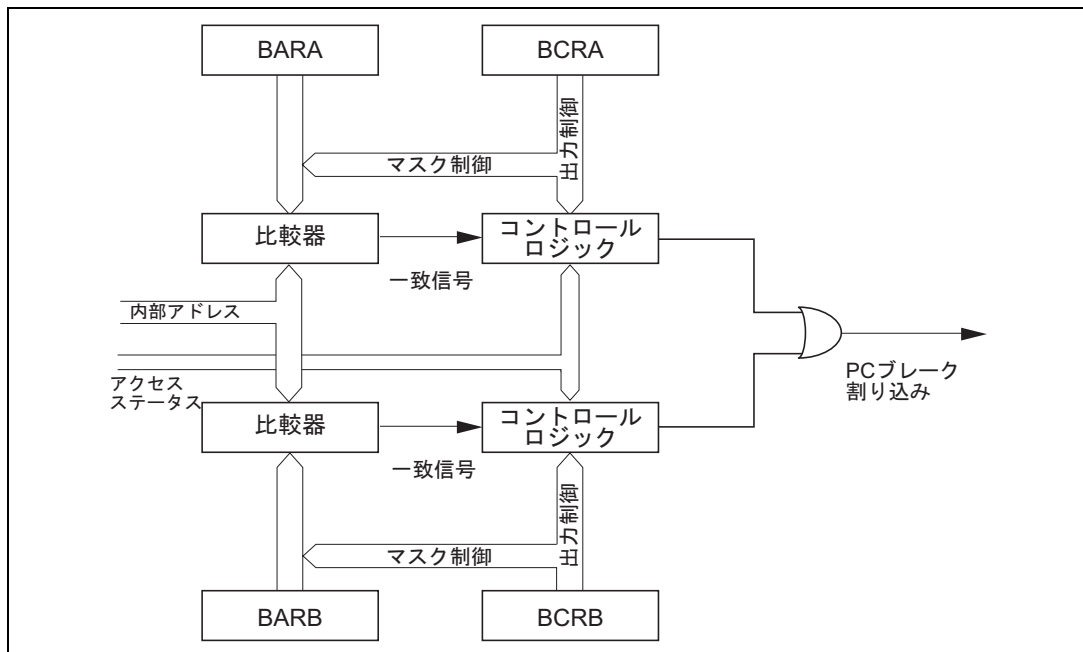 BARA
BCRA
出力制御
マスク制御
比較器
コントロール
ロジック
一致信号
内部アドレス
アクセス
ステータス
PCブレーク
割り込み
比較器
コントロール
ロジック
一致信号
出力制御
マスク制御
BARB
BCRB